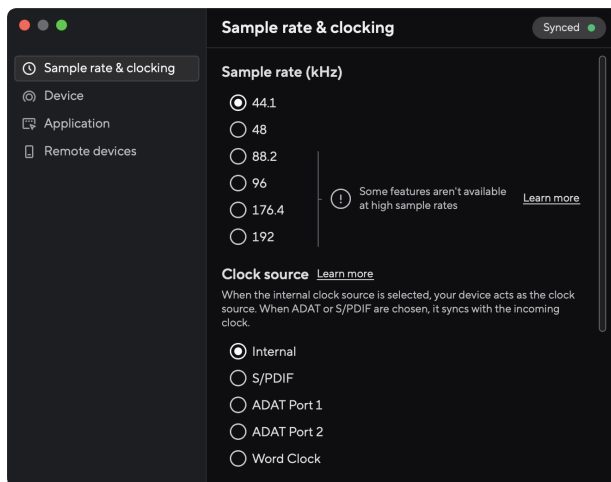 Sample rate & clocking
Synced
Sample rate & clocking
Device
Application
Remote devices
Sample rate (kHz)
44.1
48
88.2
96
176.4
192
Some features aren't available
at high sample rates
Learn more
Clock source Learn more
When the internal clock source is selected, your device acts as the clock
source. When ADAT or S/PDIF are chosen, it syncs with the incoming
clock.
Internal
S/PDIF
ADAT Port 1
ADAT Port 2
Word Clock